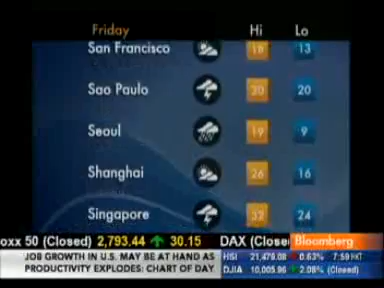 Friday Hi Lo
San Francisco 13
Sao Paulo 20
Seoul 19 9
Shanghai 26 16
Singapore 32 24
oxx 50 (Closed) 2,793.44 30.15 DAX (Close Bloomberg
JOB GROWTH IN U.S. MAY BE AT HAND AS
PRODUCTIVITY EXPLODES: CHART OF DAY
HSI 21,479.08 0.63% 7:59 HKT
DJIA 10,005.96 2.08% (Closed)